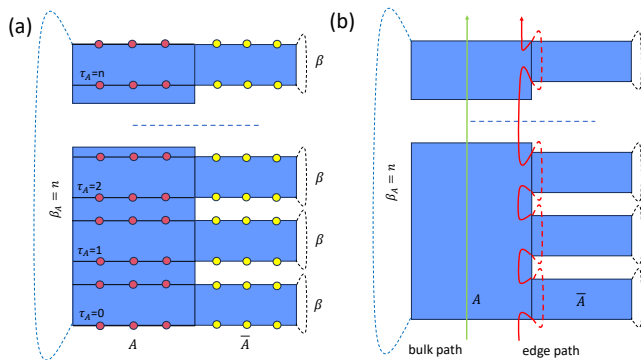 (a)
τ_A=n
β
β_A = n
τ_A=2
β
τ_A=1
β
τ_A=0
β
A
A̅
(b)
β
β_A = n
β
β
β
A
A̅
bulk path
edge path